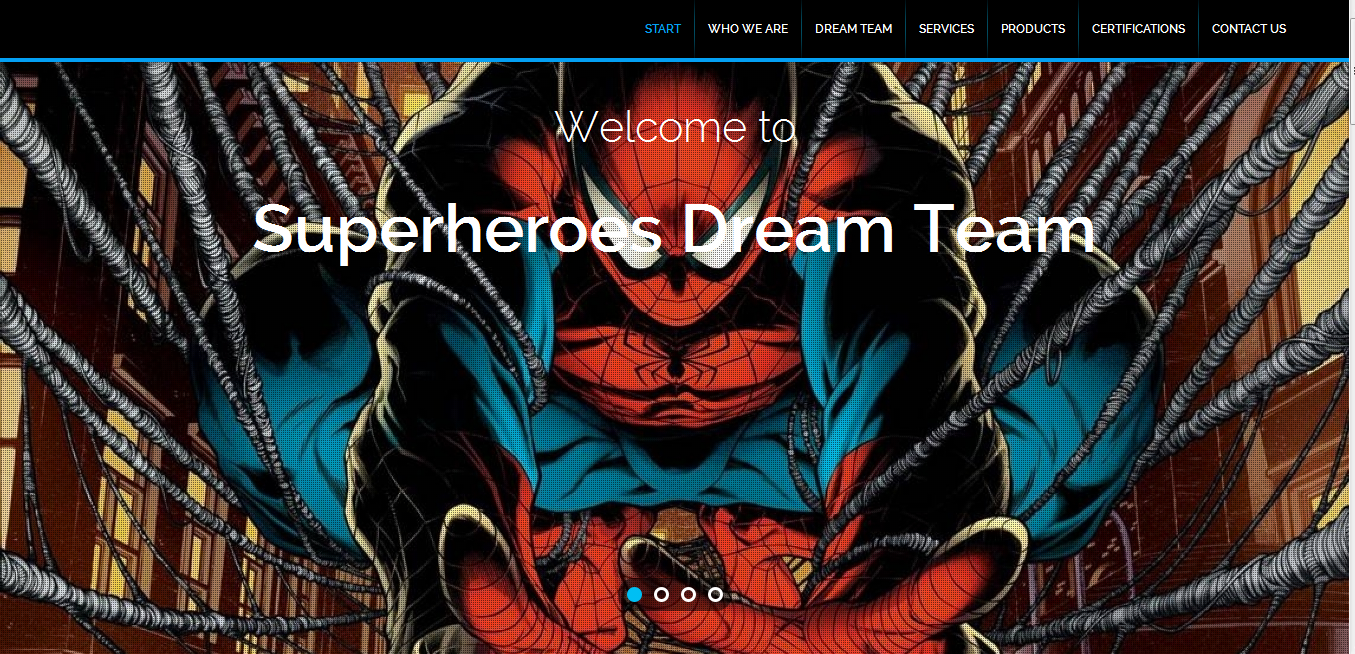 START WHO WE ARE DREAM TEAM SERVICES PRODUCTS CERTIFICATIONS CONTACT US
Welcome to
Superheroes Dream Team